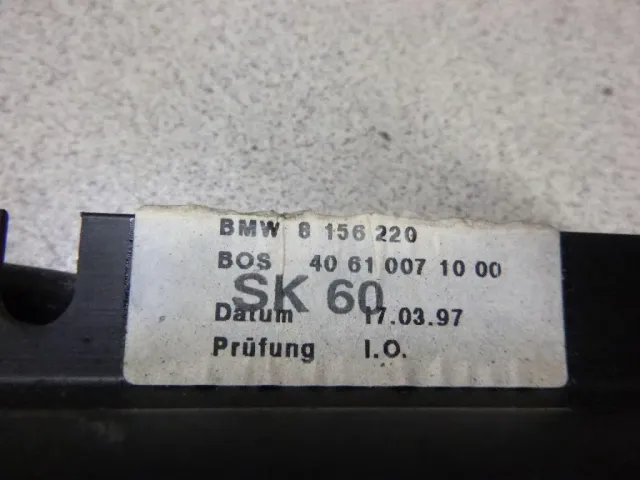 BMW 8 156 220
BOS 40 61 007 10 00
SK 60
Datum 17.03.97
Prüfung I.O.